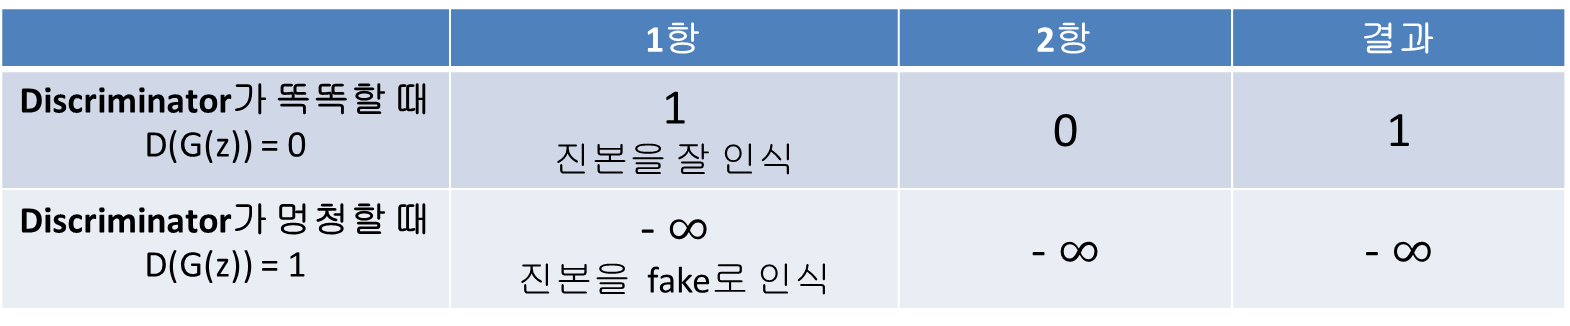 1항 2항 결과
Discriminator가 똑똑할 때
D(G(z)) = 0
1
진본을 잘 인식
0
1
Discriminator가 멍청할 때
D(G(z)) = 1
- ∞
진본을 fake로 인식
- ∞
- ∞